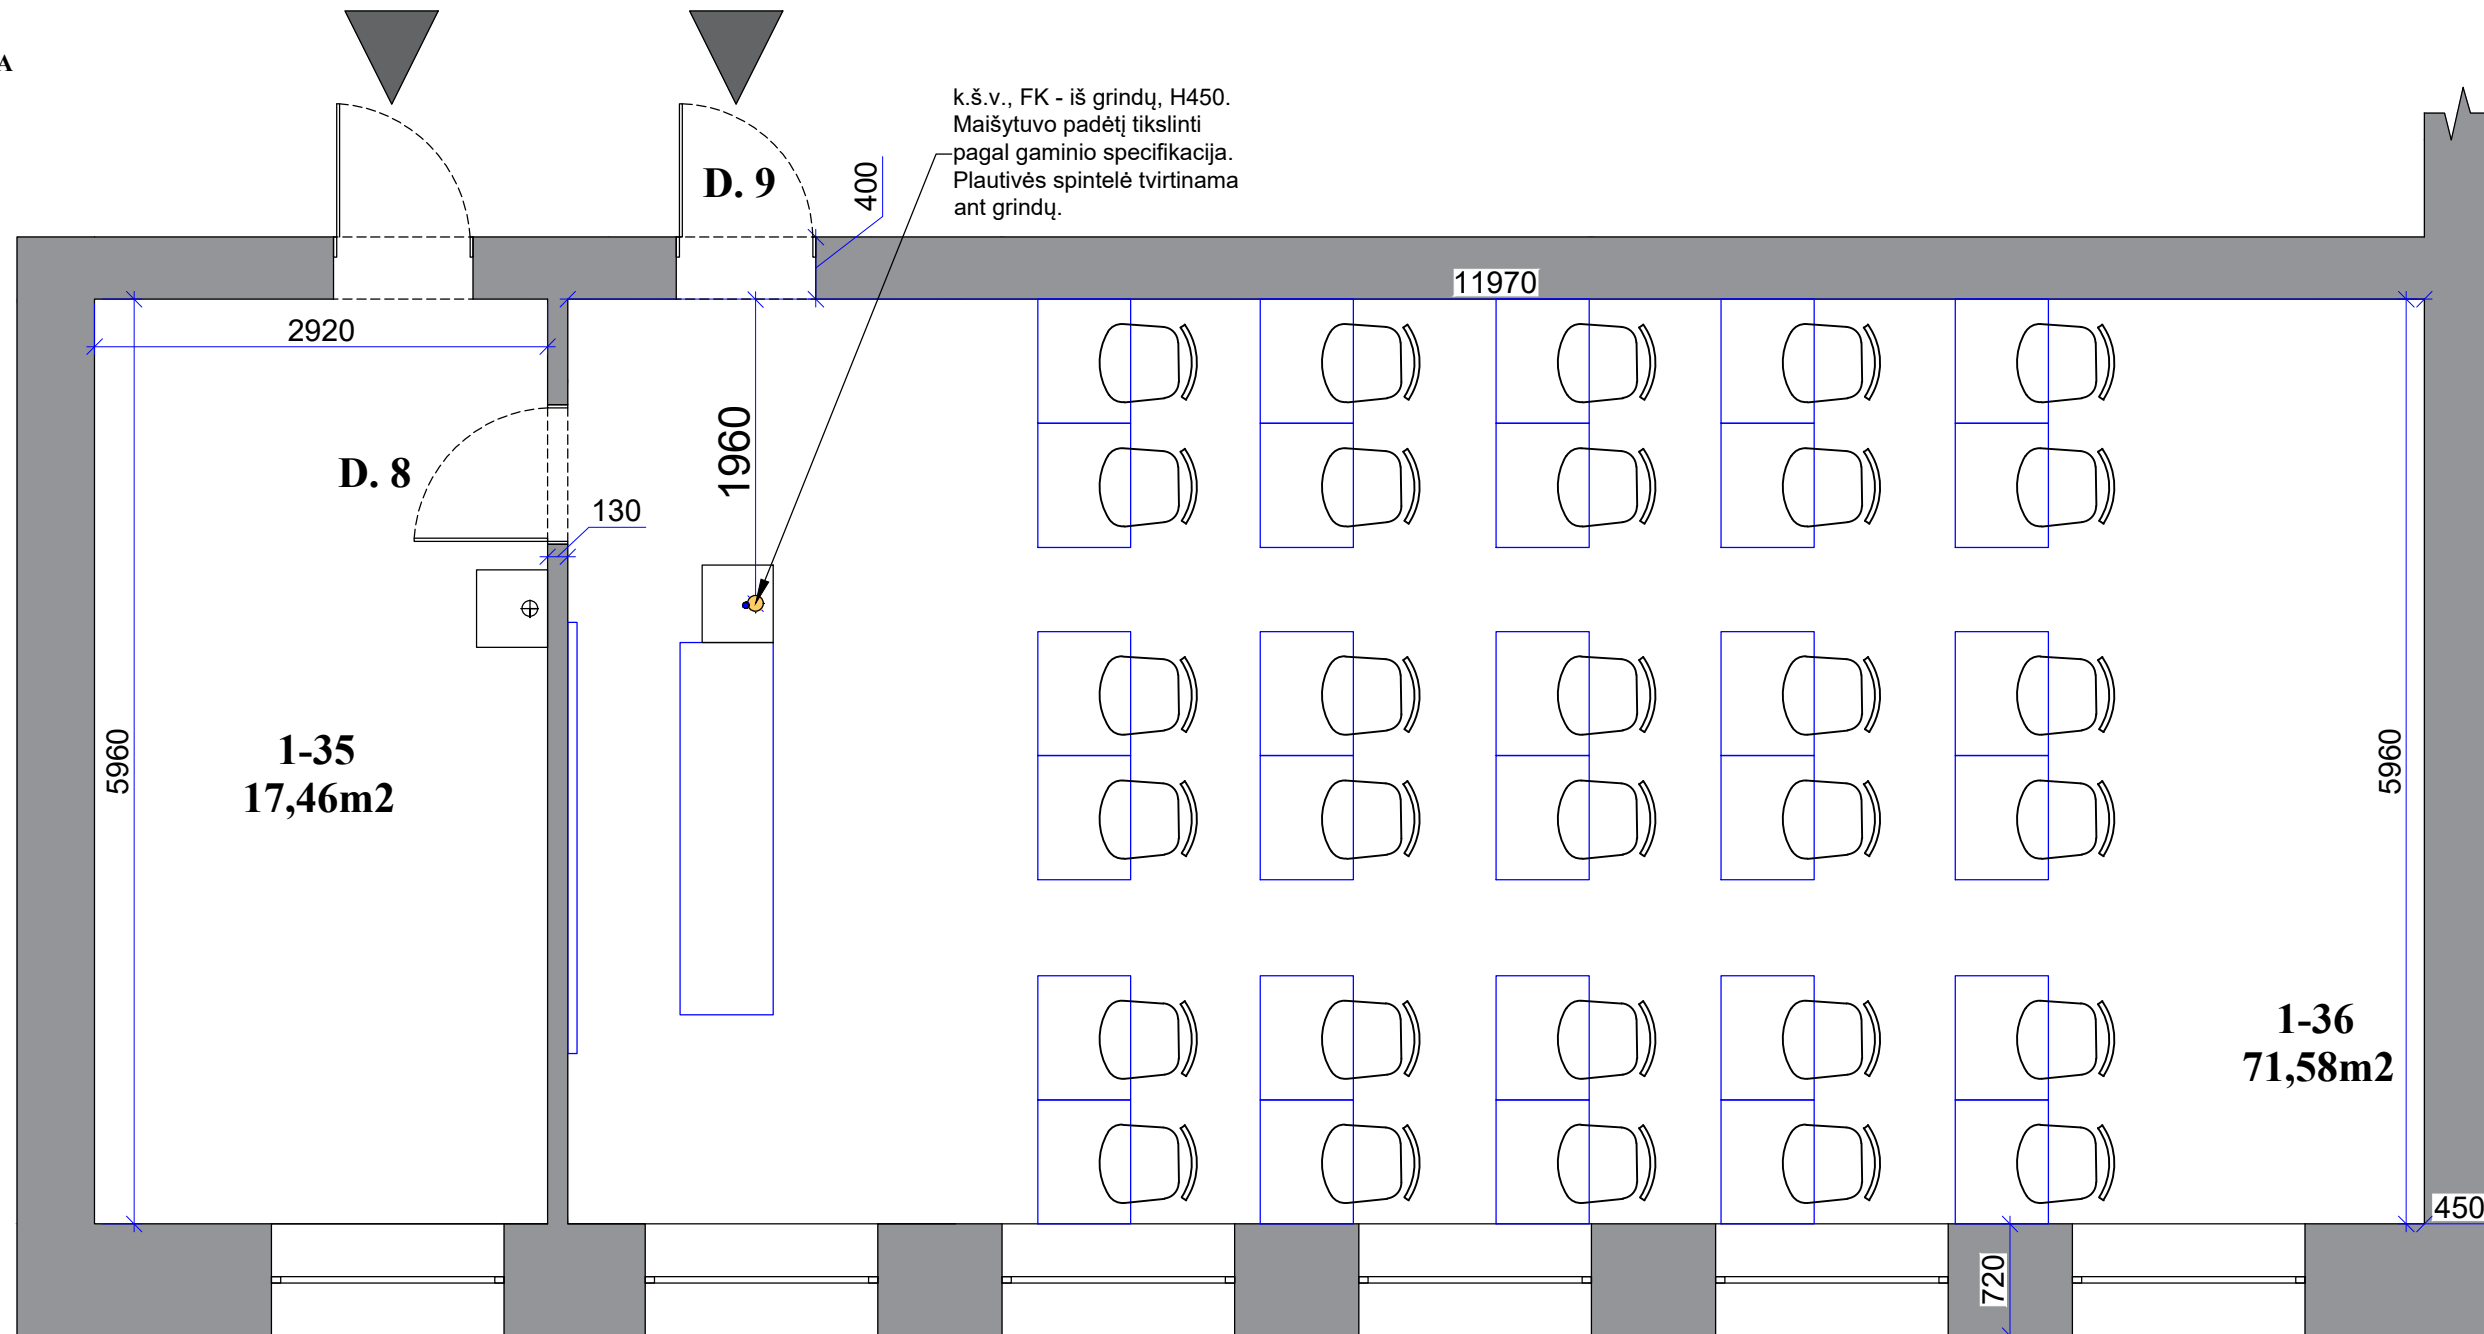 A
k.š.v., FK - iš grindų, H450.
Maišytuvo padėtį tikslinti
pagal gaminio specifikacija.
Plautivės spintelė tvirtinama
ant grindų.
D. 9
400
11970
2920
1960
D. 8
130
5960
1-35
17,46m2
5960
1-36
71,58m2
450
720